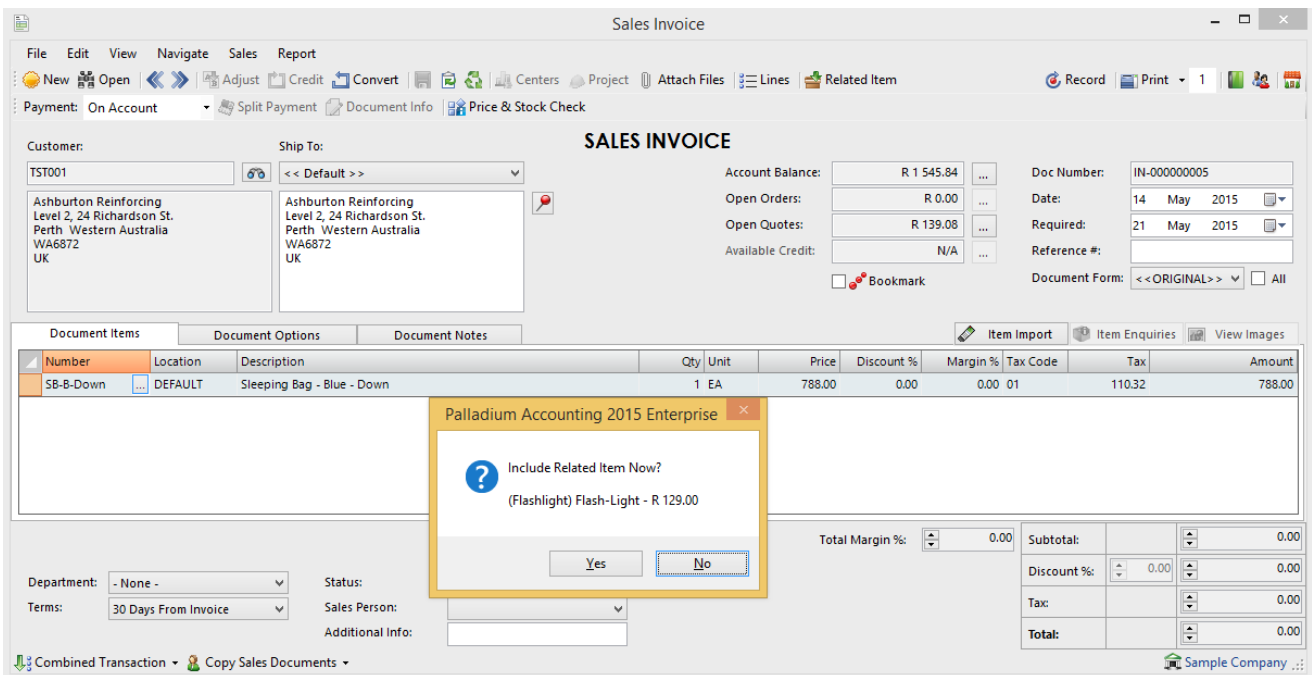 Sales Invoice
File Edit View Navigate Sales Report
New Open Adjust Credit Convert Centers Project Attach Files Lines Related Item Record Print 1
Payment: On Account Split Payment Document Info Price & Stock Check
SALES INVOICE
Customer: Ship To:
TST001 << Default >> Account Balance: R 1 545.84 ... Doc Number: IN-000000005
Ashburton Reinforcing Ashburton Reinforcing Open Orders: R 0.00 ... Date: 14 May 2015
Level 2, 24 Richardson St. Level 2, 24 Richardson St.
Perth Western Australia Perth Western Australia Open Quotes: R 139.08 ... Required: 21 May 2015
WA6872 WA6872 Available Credit: N/A ... Reference #:
UK UK
Bookmark Document Form: <<ORIGINAL>> All
Document Items Document Options Document Notes Item Import Item Enquiries View Images
Number Location Description Qty Unit Price Discount % Margin % Tax Code Tax Amount
SB-B-Down ... DEFAULT Sleeping Bag - Blue - Down 1 EA 788.00 0.00 0.00 01 110.32 788.00
Palladium Accounting 2015 Enterprise
Include Related Item Now?
(Flashlight) Flash-Light - R 129.00
Yes No
Total Margin %: 0.00 Subtotal: 0.00
Discount %: 0.00 0.00
Department: - None - Status:
Terms: 30 Days From Invoice Sales Person: Tax: 0.00
Additional Info: Total: 0.00
Combined Transaction Copy Sales Documents Sample Company